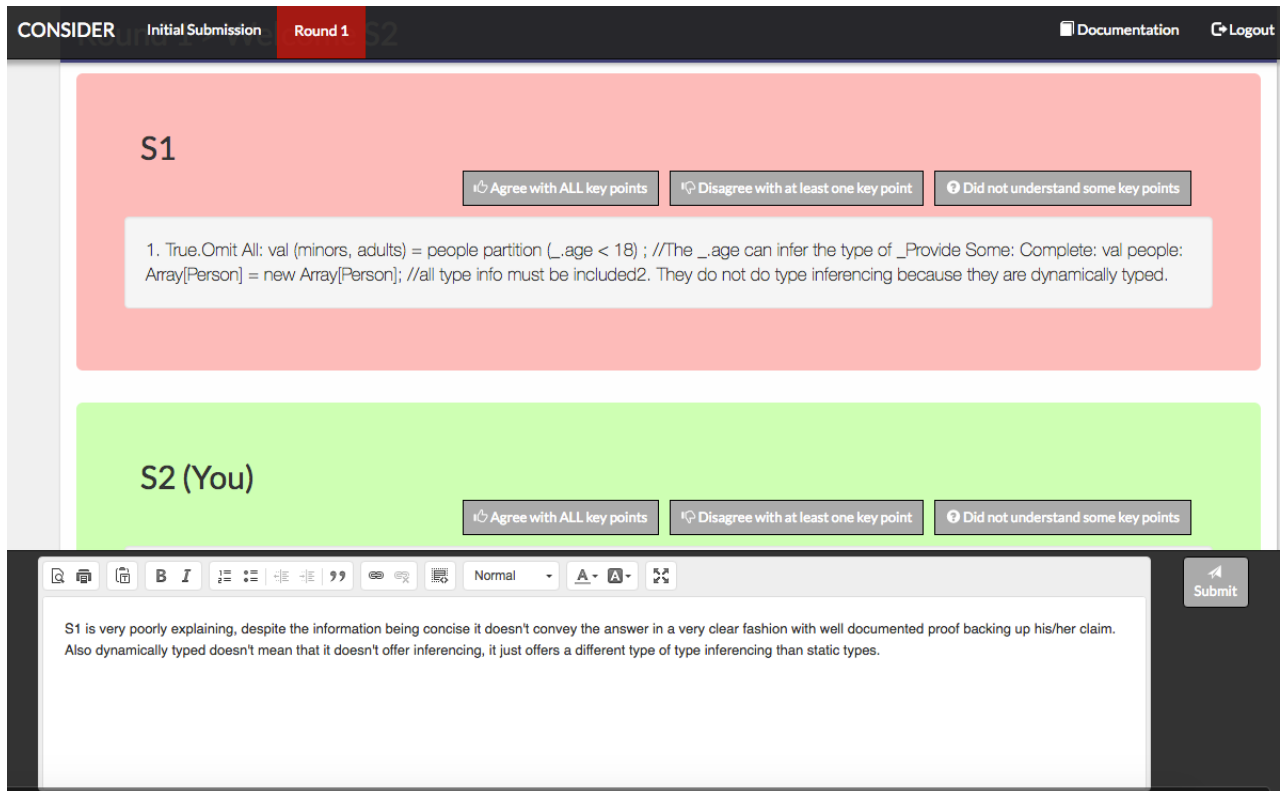 CONSIDER Initial Submission Round 1 Documentation Logout
Round 1 - Welcome S2
S1
Agree with ALL key points Disagree with at least one key point Did not understand some key points
1. True.Omit All: val (minors, adults) = people partition (_.age < 18) ; //The _.age can infer the type of _Provide Some: Complete: val people:
Array[Person] = new Array[Person]; //all type info must be included2. They do not do type inferencing because they are dynamically typed.
S2 (You)
Agree with ALL key points Disagree with at least one key point Did not understand some key points
B I Normal A A
Submit
S1 is very poorly explaining, despite the information being concise it doesn't convey the answer in a very clear fashion with well documented proof backing up his/her claim.
Also dynamically typed doesn't mean that it doesn't offer inferencing, it just offers a different type of type inferencing than static types.